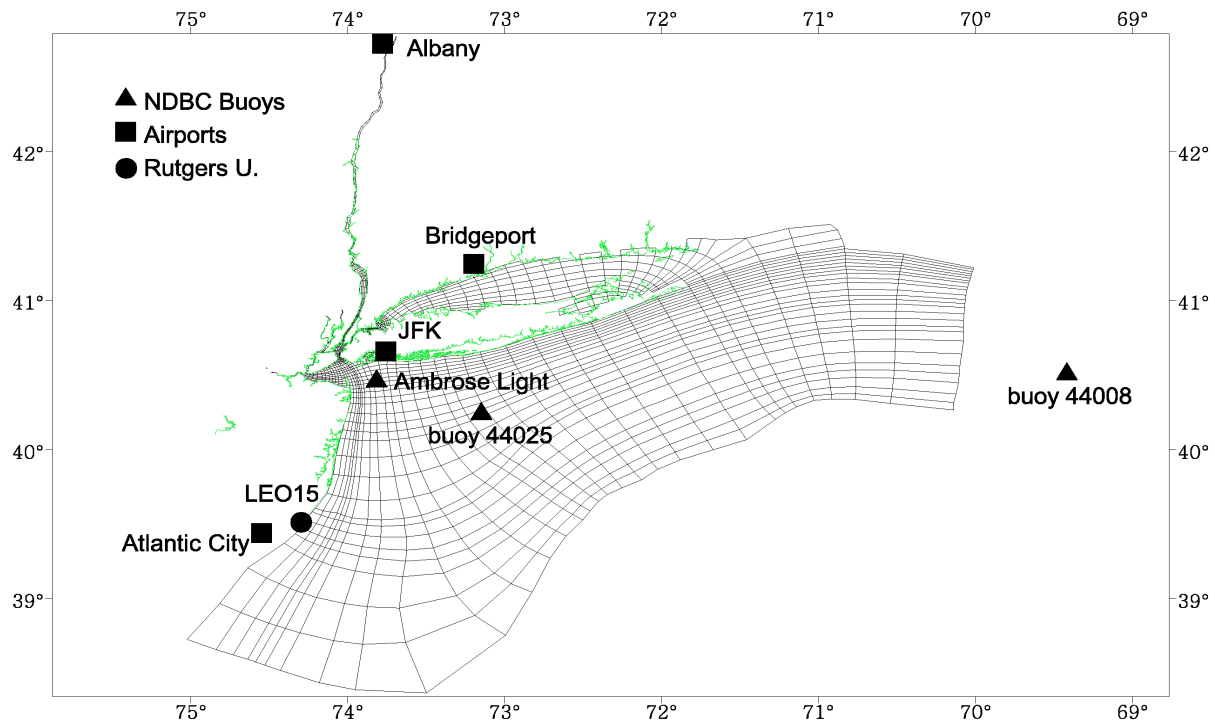 75° 74° 73° 72° 71° 70° 69°
Albany
NDBC Buoys
Airports
Rutgers U.
42° 42°
Bridgeport
41° 41°
JFK
Ambrose Light
buoy 44008
buoy 44025
40° 40°
LEO15
Atlantic City
39° 39°
75° 74° 73° 72° 71° 70° 69°